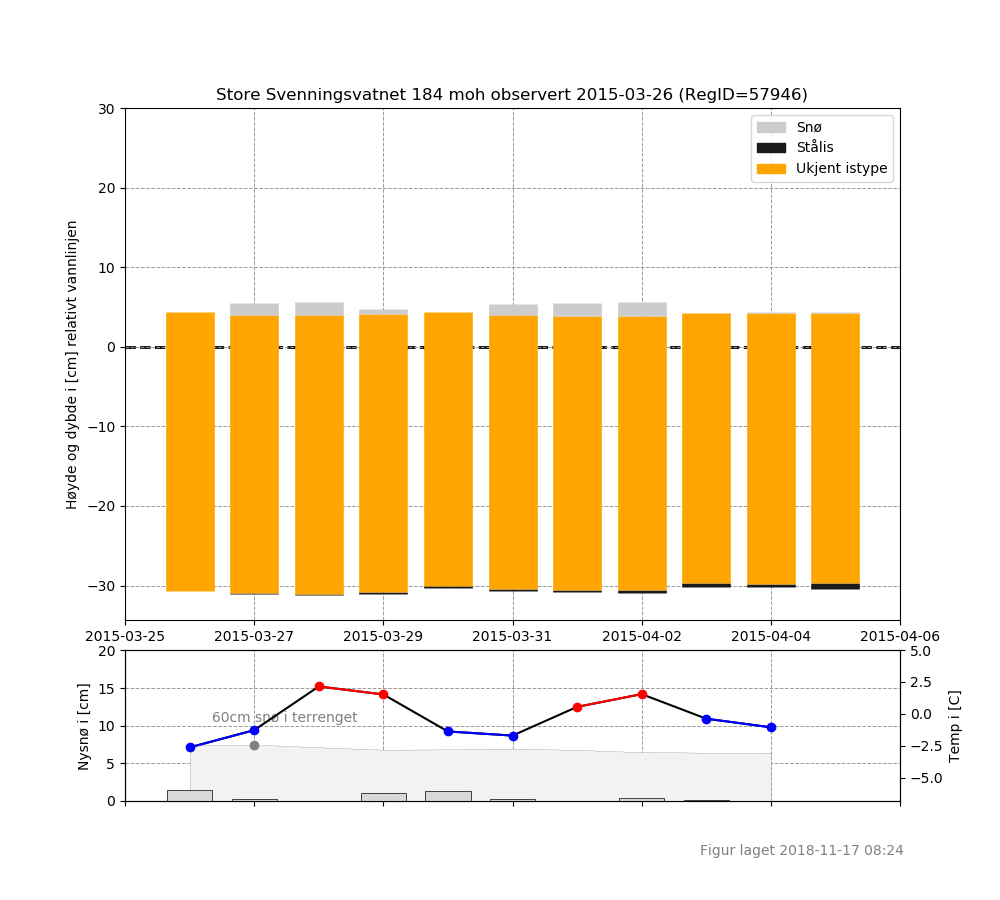 Store Svenningsvatnet 184 moh observert 2015-03-26 (RegID=57946)
30
20
10
0
−10
−20
−30
Høyde og dybde i [cm] relativt vannlinjen
Snø
Stålis
Ukjent istype
2015-03-25
2015-03-27
2015-03-29
2015-03-31
2015-04-02
2015-04-04
2015-04-06
20
15
10
5
0
Nysnø i [cm]
60cm snø i terrenget
5.0
2.5
0.0
−2.5
−5.0
Temp i [C]
Figur laget 2018-11-17 08:24